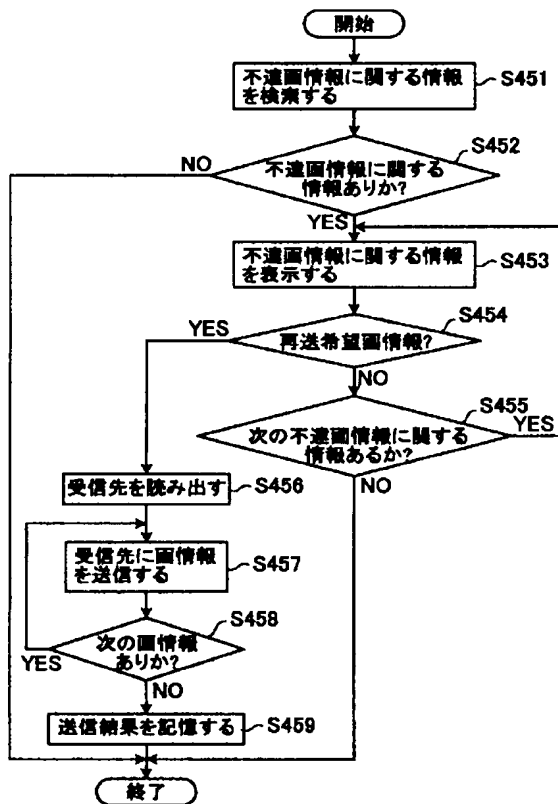 開始
不達画情報に関する情報
を検索する
S451
S452
NO
不達画情報に関する
情報ありか?
YES
不達画情報に関する情報
を表示する
S453
S454
YES
再送希望画情報?
NO
S455
YES
次の不達画情報に関する
情報あるか?
NO
受信先を読み出す
S456
受信先に画情報
を送信する
S457
S458
次の画情報
ありか?
YES
NO
送信結果を記憶する
S459
終了